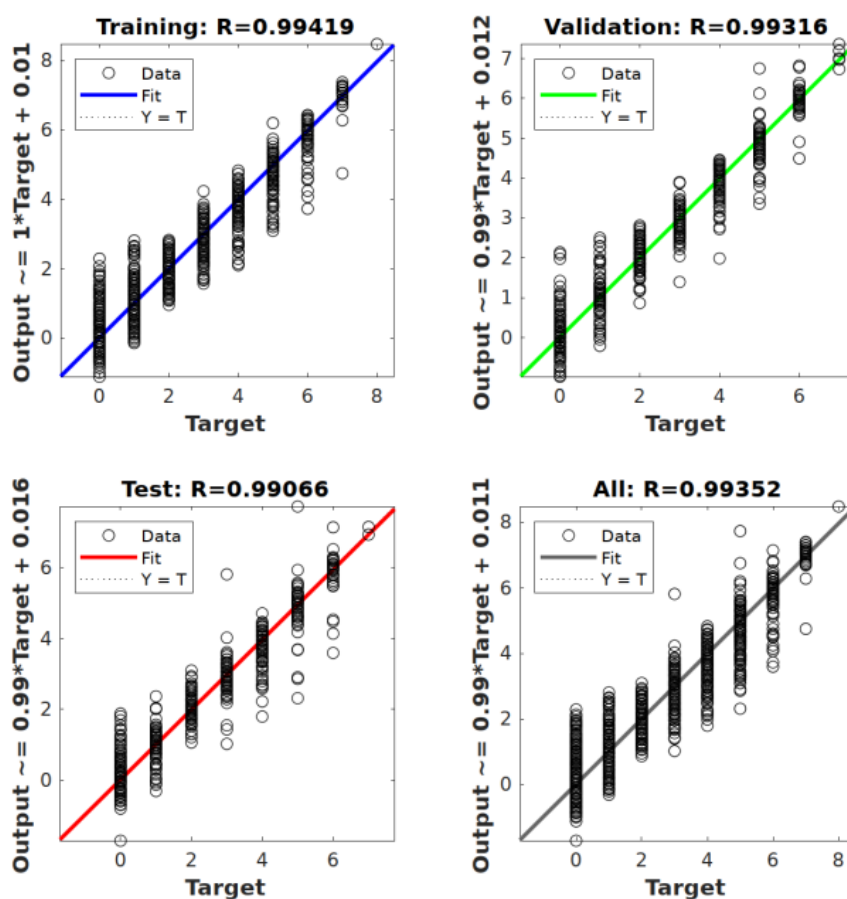 Training: R=0.99419
Output ~= 1*Target + 0.01
8
6
4
2
0
Data
Fit
Y = T
0 2 4 6 8
Target
Validation: R=0.99316
Output ~= 0.99*Target + 0.012
7
6
5
4
3
2
1
0
Data
Fit
Y = T
0 2 4 6
Target
Test: R=0.99066
Output ~= 0.99*Target + 0.016
6
4
2
0
Data
Fit
Y = T
0 2 4 6
Target
All: R=0.99352
Output ~= 0.99*Target + 0.011
8
6
4
2
0
Data
Fit
Y = T
0 2 4 6 8
Target